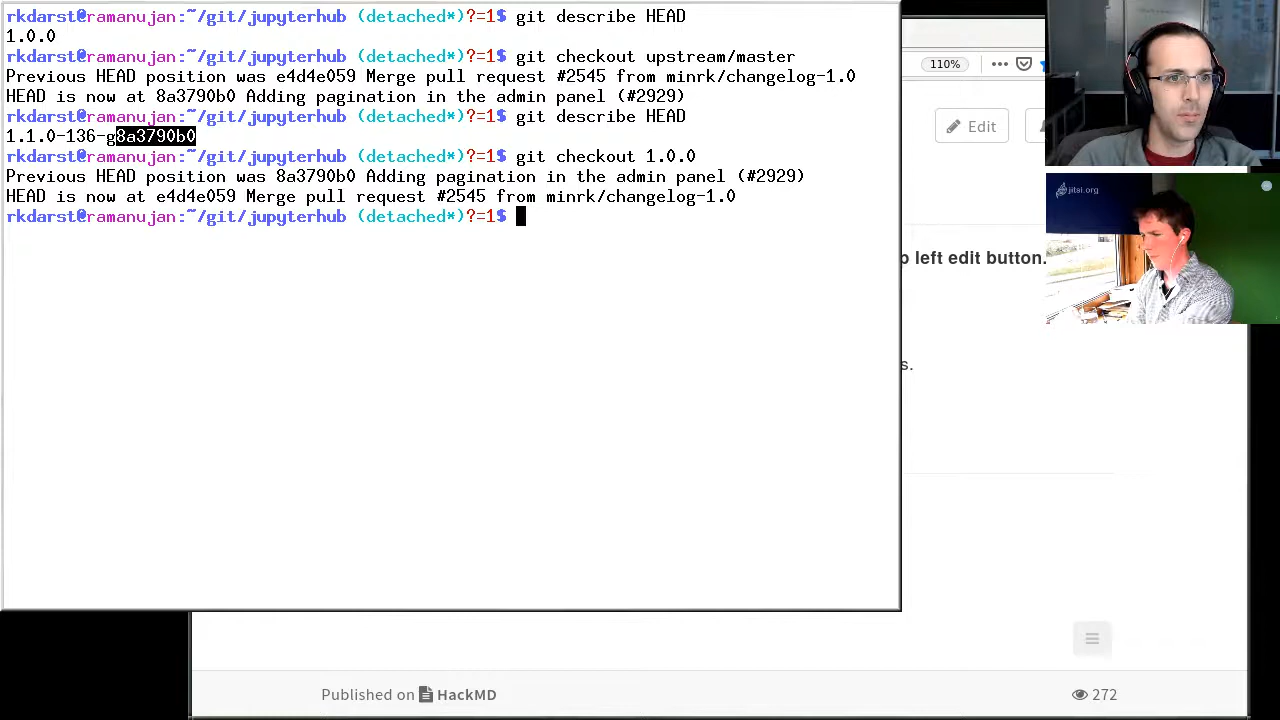 rkdarst@ramanujan:~/git/jupyterhub (detached*)?=1$ git describe HEAD
1.0.0
rkdarst@ramanujan:~/git/jupyterhub (detached*)?=1$ git checkout upstream/master
Previous HEAD position was e4d4e059 Merge pull request #2545 from minrk/changelog-1.0
HEAD is now at 8a3790b0 Adding pagination in the admin panel (#2929)
rkdarst@ramanujan:~/git/jupyterhub (detached*)?=1$ git describe HEAD
1.1.0-136-g8a3790b0
rkdarst@ramanujan:~/git/jupyterhub (detached*)?=1$ git checkout 1.0.0
Previous HEAD position was 8a3790b0 Adding pagination in the admin panel (#2929)
HEAD is now at e4d4e059 Merge pull request #2545 from minrk/changelog-1.0
rkdarst@ramanujan:~/git/jupyterhub (detached*)?=1$
110%
Edit
jitsi.org
left edit button.
s.
Published on HackMD
272